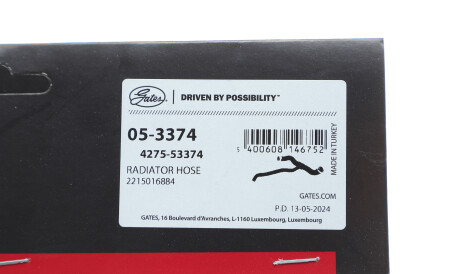 Gates
DRIVEN BY POSSIBILITY™
05-3374
4275-53374
RADIATOR HOSE
2215016884
5 400608 146752
MADE IN TURKEY
GATES.COM
P.D. 13-05-2024
GATES, 16 Boulevard d'Avranches, L-1160 Luxembourg, Luxembourg